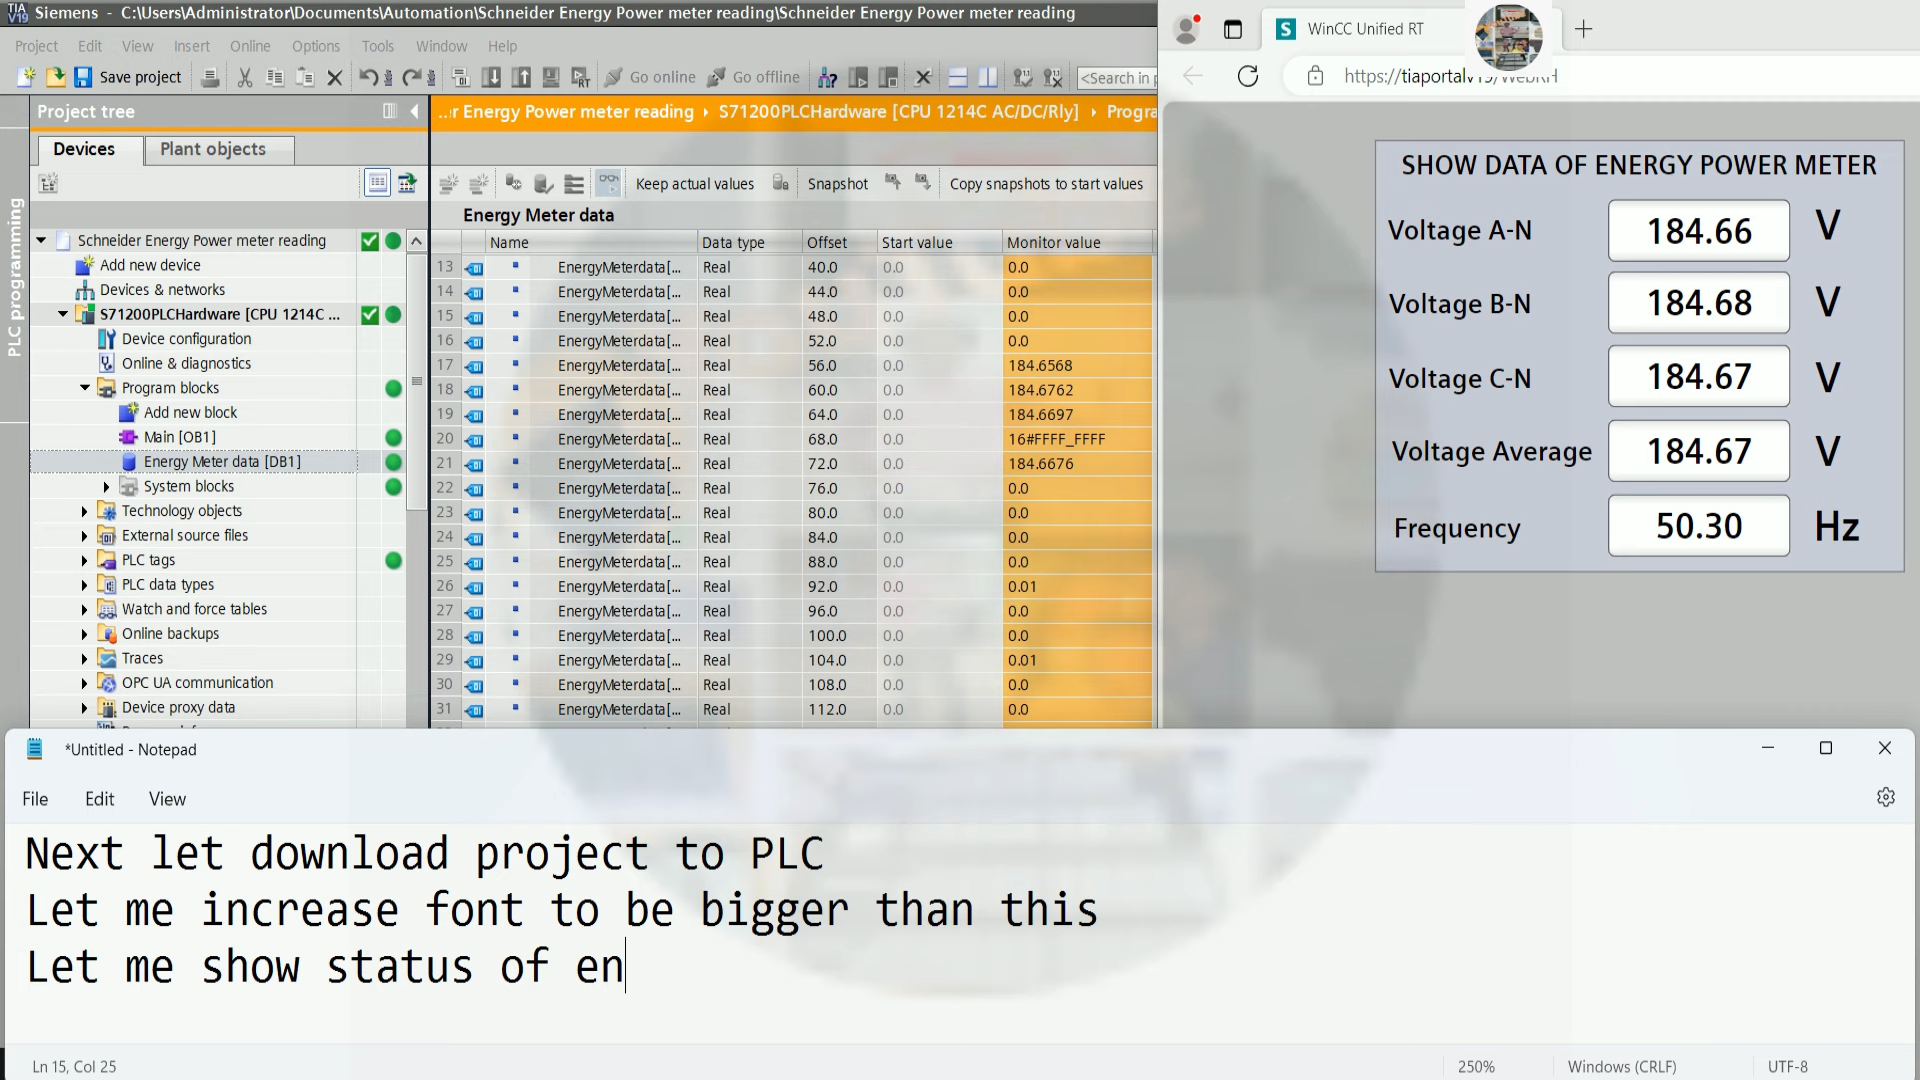 TIA V19 Siemens - C:\Users\Administrator\Documents\Automation\Schneider Energy Power meter reading\Schneider Energy Power meter reading
Project Edit View Insert Online Options Tools Window Help
Save project Go online Go offline <Search in p
Project tree
Devices
Plant objects
PLC programming
Schneider Energy Power meter reading
Add new device
Devices & networks
S71200PLCHardware [CPU 1214C ...
Device configuration
Online & diagnostics
Program blocks
Add new block
Main [OB1]
Energy Meter data [DB1]
System blocks
Technology objects
External source files
PLC tags
PLC data types
Watch and force tables
Online backups
Traces
OPC UA communication
Device proxy data
...r Energy Power meter reading › S71200PLCHardware [CPU 1214C AC/DC/Rly] › Progra
Keep actual values Snapshot Copy snapshots to start values
Energy Meter data
Name Data type Offset Start value Monitor value
13 EnergyMeterdata[... Real 40.0 0.0 0.0
14 EnergyMeterdata[... Real 44.0 0.0 0.0
15 EnergyMeterdata[... Real 48.0 0.0 0.0
16 EnergyMeterdata[... Real 52.0 0.0 0.0
17 EnergyMeterdata[... Real 56.0 0.0 184.6568
18 EnergyMeterdata[... Real 60.0 0.0 184.6762
19 EnergyMeterdata[... Real 64.0 0.0 184.6697
20 EnergyMeterdata[... Real 68.0 0.0 16#FFFF_FFFF
21 EnergyMeterdata[... Real 72.0 0.0 184.6676
22 EnergyMeterdata[... Real 76.0 0.0 0.0
23 EnergyMeterdata[... Real 80.0 0.0 0.0
24 EnergyMeterdata[... Real 84.0 0.0 0.0
25 EnergyMeterdata[... Real 88.0 0.0 0.0
26 EnergyMeterdata[... Real 92.0 0.0 0.01
27 EnergyMeterdata[... Real 96.0 0.0 0.0
28 EnergyMeterdata[... Real 100.0 0.0 0.0
29 EnergyMeterdata[... Real 104.0 0.0 0.01
30 EnergyMeterdata[... Real 108.0 0.0 0.0
31 EnergyMeterdata[... Real 112.0 0.0 0.0
S WinCC Unified RT
SHOW DATA OF ENERGY POWER METER
Voltage A-N 184.66 V
Voltage B-N 184.68 V
Voltage C-N 184.67 V
Voltage Average 184.67 V
Frequency 50.30 Hz
*Untitled - Notepad
File Edit View
Next let download project to PLC
Let me increase font to be bigger than this
Let me show status of en
Ln 15, Col 25 250% Windows (CRLF) UTF-8